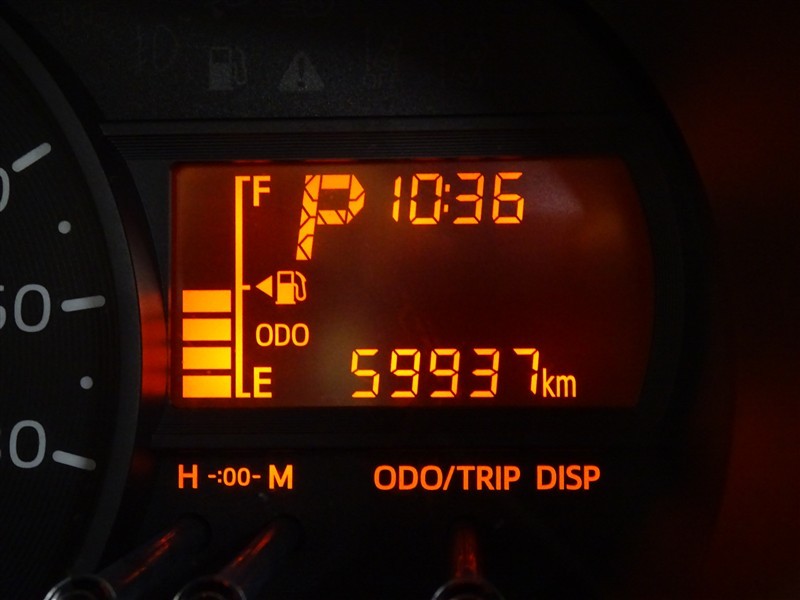 F P 10:36
ODO
E 59937km
H -:00- M ODO/TRIP DISP